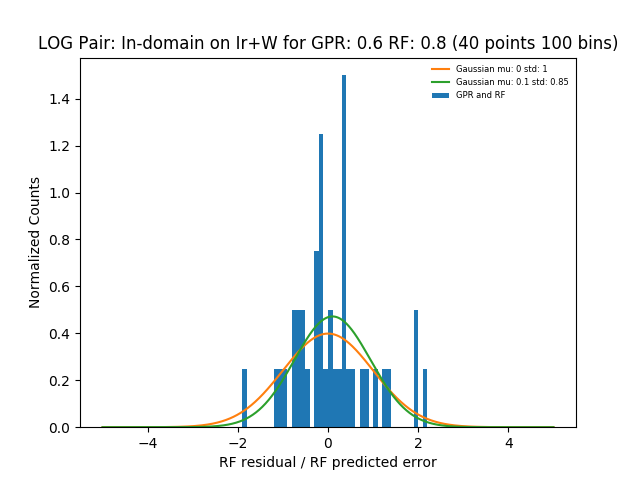 LOG Pair: In-domain on Ir+W for GPR: 0.6 RF: 0.8 (40 points 100 bins)
Gaussian mu: 0 std: 1
Gaussian mu: 0.1 std: 0.85
GPR and RF
Normalized Counts
1.4
1.2
1.0
0.8
0.6
0.4
0.2
0.0
−4 −2 0 2 4
RF residual / RF predicted error